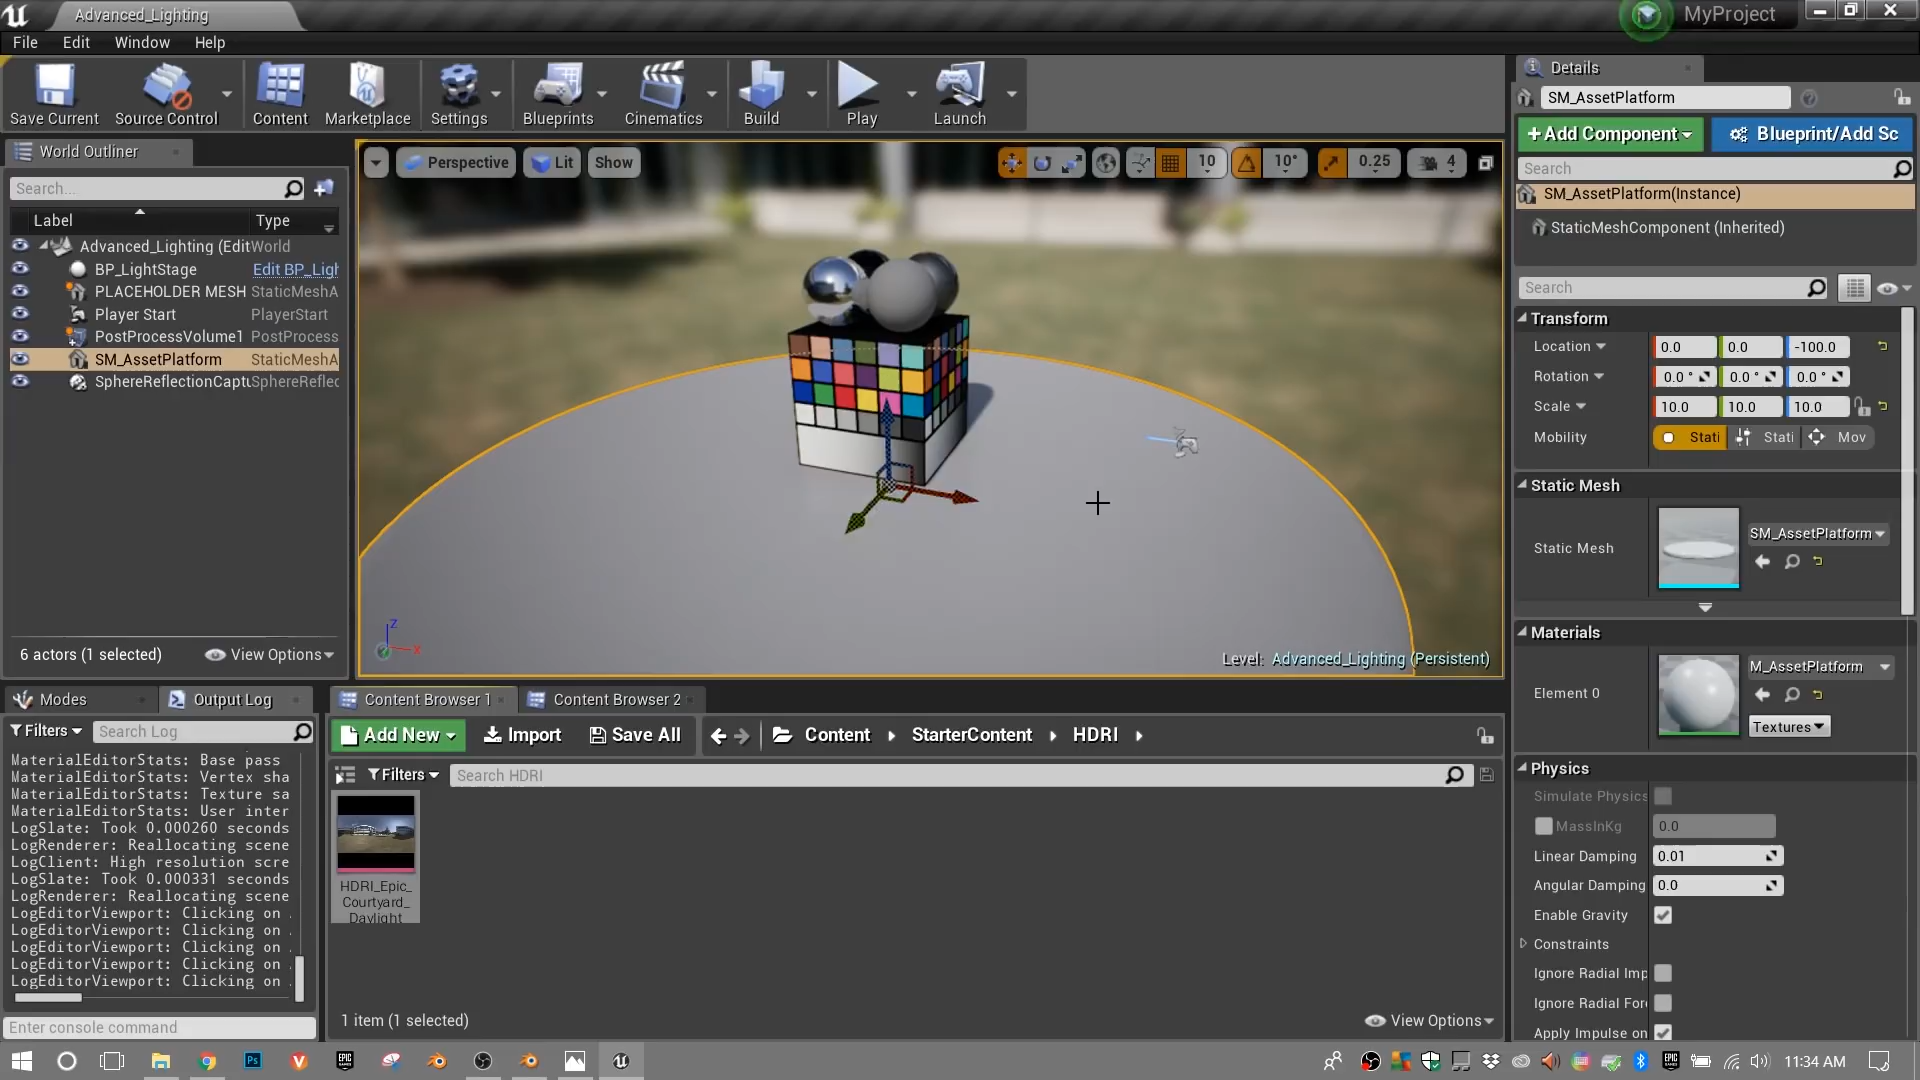 Advanced_Lighting
MyProject
File Edit Window Help
Save Current
Source Control
Content
Marketplace
Settings
Blueprints
Cinematics
Build
Play
Launch
World Outliner
Search...
Label Type
Advanced_Lighting (Edit World
BP_LightStage Edit BP_Ligh
PLACEHOLDER MESH StaticMeshA
Player Start PlayerStart
PostProcessVolume1 PostProcess
SM_AssetPlatform StaticMeshA
SphereReflectionCaptu SphereReflec
6 actors (1 selected)
View Options
Perspective Lit Show
10 10° 0.25 4
Z
X
Level: Advanced_Lighting (Persistent)
Details
SM_AssetPlatform
+Add Component
Blueprint/Add Sc
Search
SM_AssetPlatform(Instance)
StaticMeshComponent (Inherited)
Search
Transform
Location 0.0 0.0 -100.0
Rotation 0.0 ° 0.0 ° 0.0 °
Scale 10.0 10.0 10.0
Mobility Stati Stati Mov
Static Mesh
Static Mesh
SM_AssetPlatform
Materials
Element 0
M_AssetPlatform
Textures
Physics
Simulate Physics
MassInKg 0.0
Linear Damping 0.01
Angular Damping 0.0
Enable Gravity
Constraints
Ignore Radial Imp
Ignore Radial For
Apply Impulse on
Modes
Output Log
Filters
Search Log
MaterialEditorStats: Base pass
MaterialEditorStats: Vertex sha
MaterialEditorStats: Texture sa
MaterialEditorStats: User inter
LogSlate: Took 0.000260 seconds
LogRenderer: Reallocating scene
LogClient: High resolution scre
LogSlate: Took 0.000331 seconds
LogRenderer: Reallocating scene
LogEditorViewport: Clicking on
LogEditorViewport: Clicking on
LogEditorViewport: Clicking on
LogEditorViewport: Clicking on
LogEditorViewport: Clicking on
Enter console command
Content Browser 1
Content Browser 2
Add New
Import
Save All
Content
StarterContent
HDRI
Filters
Search HDRI
HDRI_Epic_
Courtyard_
Daylight
1 item (1 selected)
View Options
Ps
EPIC
GAMES
EPIC
GAMES
11:34 AM